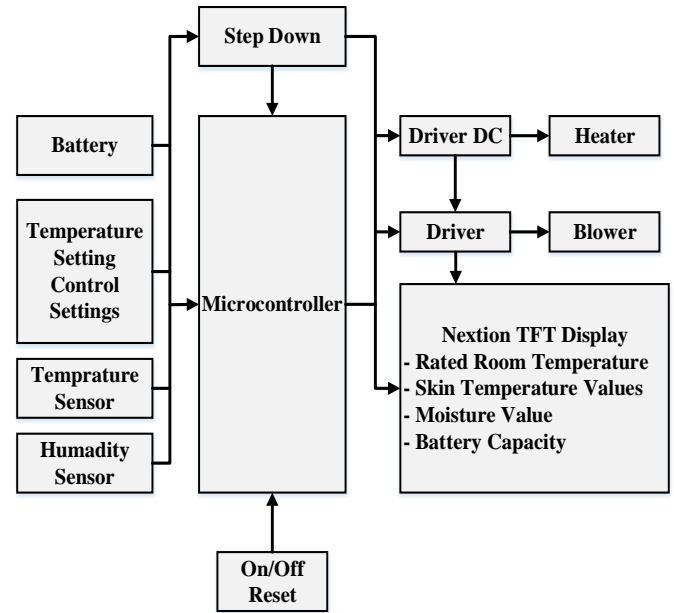 Step Down
Battery
Temperature
Setting
Control
Settings
Temprature
Sensor
Humadity
Sensor
Microcontroller
On/Off
Reset
Driver DC
Heater
Driver
Blower
Nextion TFT Display
- Rated Room Temperature
- Skin Temperature Values
- Moisture Value
- Battery Capacity